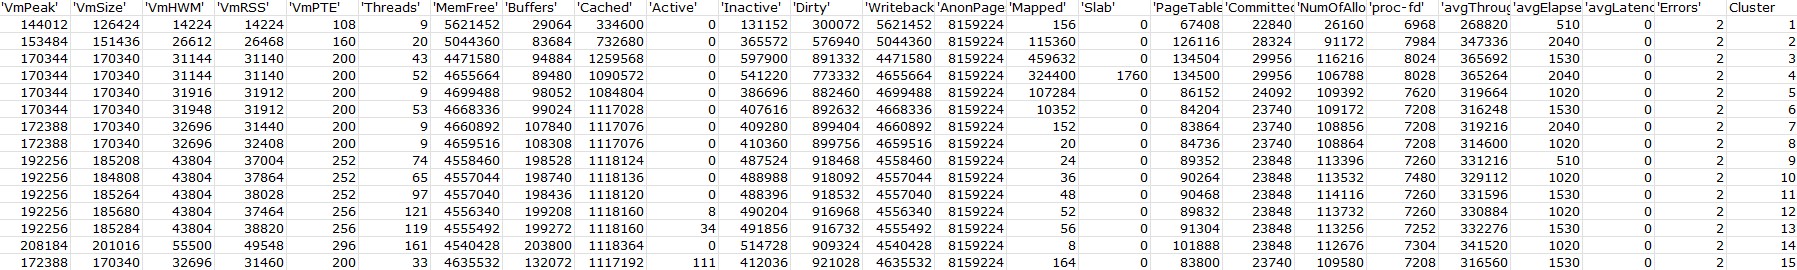 'VmPeak' 'VmSize' 'VmHWM' 'VmRSS' 'VmPTE' 'Threads' 'MemFree' 'Buffers' 'Cached' 'Active' 'Inactive' 'Dirty' 'Writeback 'AnonPage 'Mapped' 'Slab' 'PageTable 'Committed 'NumOfAllo 'proc-fd' 'avgThroug 'avgElapse 'avgLatenc 'Errors' Cluster
144012 126424 14224 14224 108 9 5621452 29064 334600 0 131152 300072 5621452 8159224 156 0 67408 22840 26160 6968 268820 510 0 2 1
153484 151436 26612 26468 160 20 5044360 83684 732680 0 365572 576940 5044360 8159224 115360 0 126116 28324 91172 7984 347336 2040 0 2 2
170344 170340 31144 31140 200 43 4471580 94884 1259568 0 597900 891332 4471580 8159224 459632 0 134504 29956 116216 8024 365692 1530 0 2 3
170344 170340 31144 31140 200 52 4655664 89480 1090572 0 541220 773332 4655664 8159224 324400 1760 134500 29956 106788 8028 365264 2040 0 2 4
170344 170340 31916 31912 200 9 4699488 98052 1084804 0 386696 882460 4699488 8159224 107284 0 86152 24092 109392 7620 319664 1020 0 2 5
170344 170340 31948 31912 200 53 4668336 99024 1117028 0 407616 892632 4668336 8159224 10352 0 84204 23740 109172 7208 316248 1530 0 2 6
172388 170340 32696 31440 200 9 4660892 107840 1117076 0 409280 899404 4660892 8159224 152 0 83864 23740 108856 7208 319216 2040 0 2 7
172388 170340 32696 32408 200 9 4659516 108308 1117076 0 410360 899756 4659516 8159224 20 0 84736 23740 108864 7208 314600 1020 0 2 8
192256 185208 43804 37004 252 74 4558460 198528 1118124 0 487524 918468 4558460 8159224 24 0 89352 23848 113396 7260 331216 510 0 2 9
192256 184808 43804 37864 252 65 4557044 198740 1118136 0 488988 918092 4557044 8159224 36 0 90264 23848 113532 7480 329112 1020 0 2 10
192256 185264 43804 38028 252 97 4557040 198436 1118120 0 488396 918532 4557040 8159224 48 0 90468 23848 114116 7260 331596 1530 0 2 11
192256 185680 43804 37464 256 121 4556340 199208 1118160 8 490204 916968 4556340 8159224 52 0 89832 23848 113732 7260 330884 1020 0 2 12
192256 185284 43804 38820 256 119 4555492 199272 1118160 34 491856 916732 4555492 8159224 56 0 91304 23848 113256 7252 332276 1530 0 2 13
208184 201016 55500 49548 296 161 4540428 203800 1118364 0 514728 909324 4540428 8159224 8 0 101888 23848 112676 7304 341520 1020 0 2 14
172388 170340 32696 31460 200 33 4635532 132072 1117192 111 412036 921028 4635532 8159224 164 0 83800 23740 109580 7208 316560 1530 0 2 15